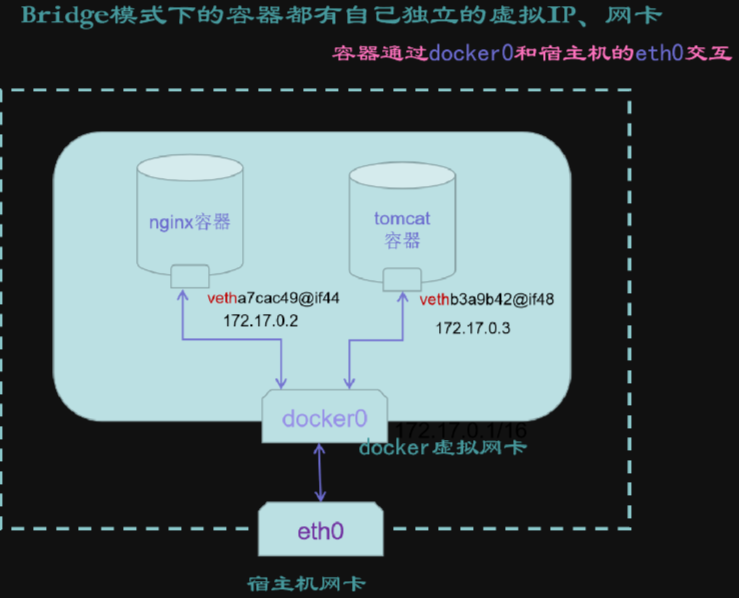 Bridge模式下的容器都有自己独立的虚拟IP、网卡
容器通过docker0和宿主机的eth0交互
nginx容器
tomcat
容器
vetha7cac49@if44
172.17.0.2
vethb3a9b42@if48
172.17.0.3
docker0
172.17.0.1/16
docker虚拟网卡
eth0
宿主机网卡